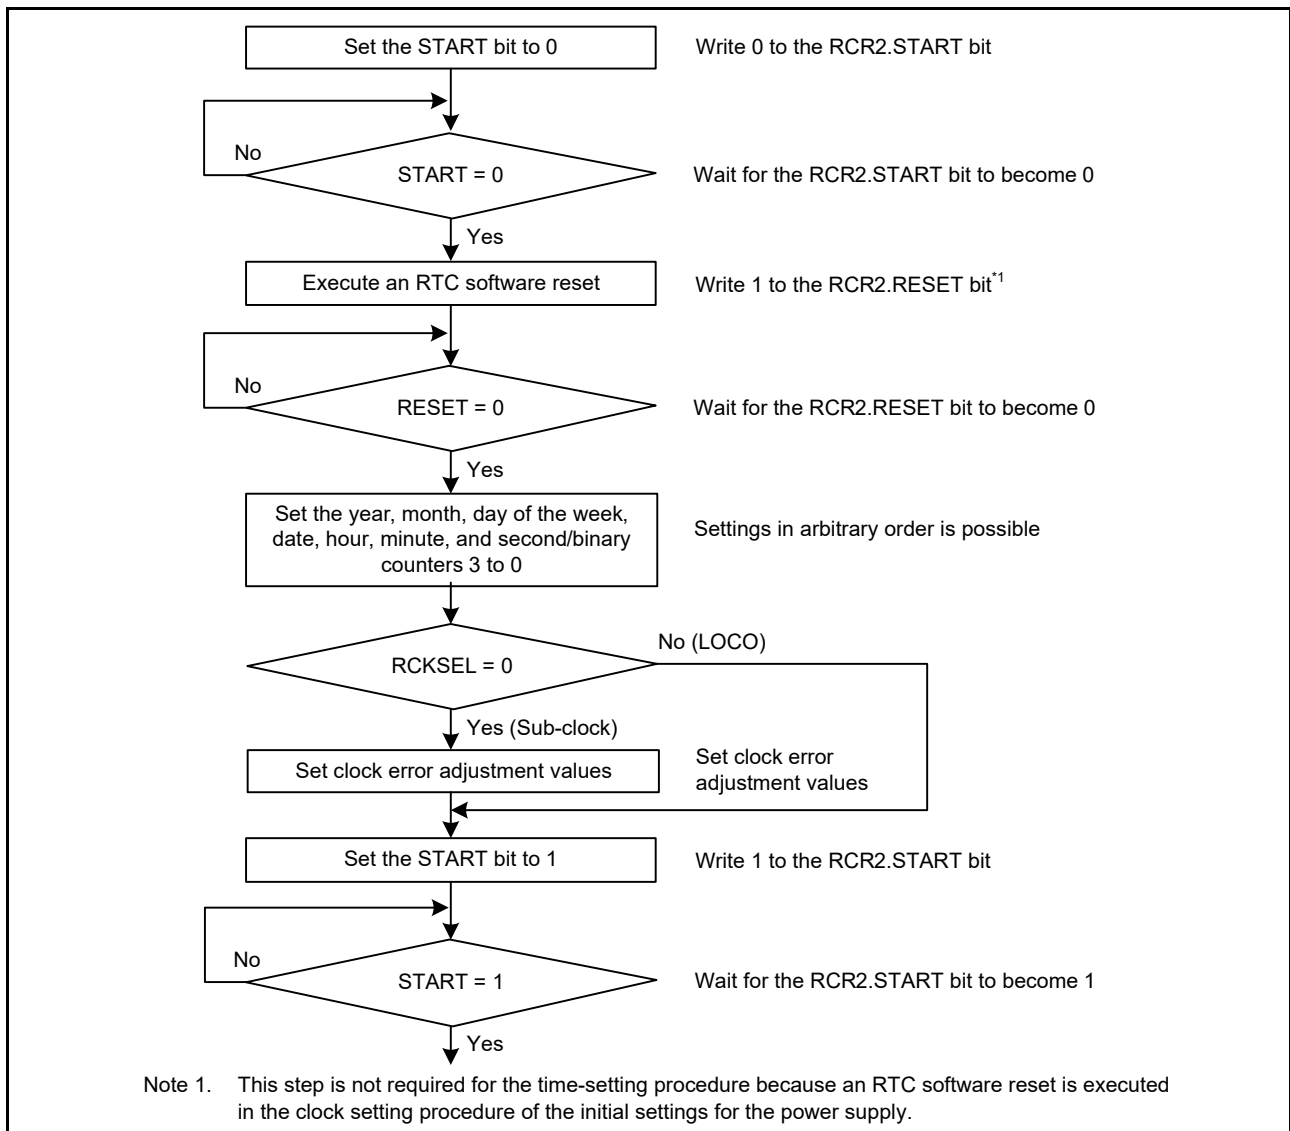 Set the START bit to 0
Write 0 to the RCR2.START bit
No
START = 0
Wait for the RCR2.START bit to become 0
Yes
Execute an RTC software reset
Write 1 to the RCR2.RESET bit*1
No
RESET = 0
Wait for the RCR2.RESET bit to become 0
Yes
Set the year, month, day of the week,
date, hour, minute, and second/binary
counters 3 to 0
Settings in arbitrary order is possible
No (LOCO)
RCKSEL = 0
Yes (Sub-clock)
Set clock error adjustment values
Set clock error
adjustment values
Set the START bit to 1
Write 1 to the RCR2.START bit
No
START = 1
Wait for the RCR2.START bit to become 1
Yes
Note 1. This step is not required for the time-setting procedure because an RTC software reset is executed
in the clock setting procedure of the initial settings for the power supply.